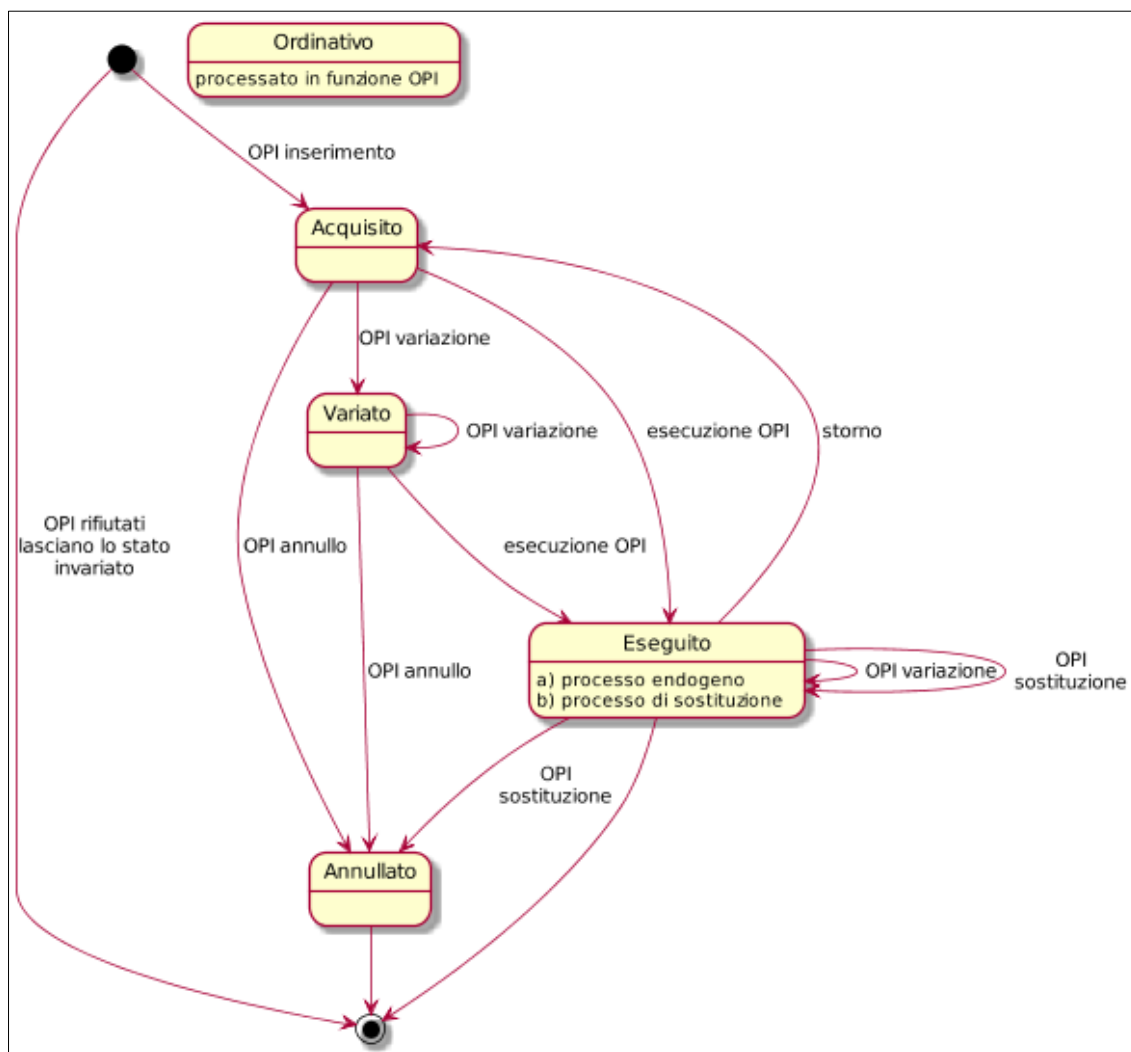 Ordinativo
processato in funzione OPI
OPI inserimento
Acquisito
OPI variazione
Variato
OPI variazione
esecuzione OPI
storno
OPI rifiutati
lasciano lo stato
invariato
OPI annullo
esecuzione OPI
Eseguito
a) processo endogeno
b) processo di sostituzione
OPI annullo
OPI variazione
OPI
sostituzione
OPI
sostituzione
Annullato